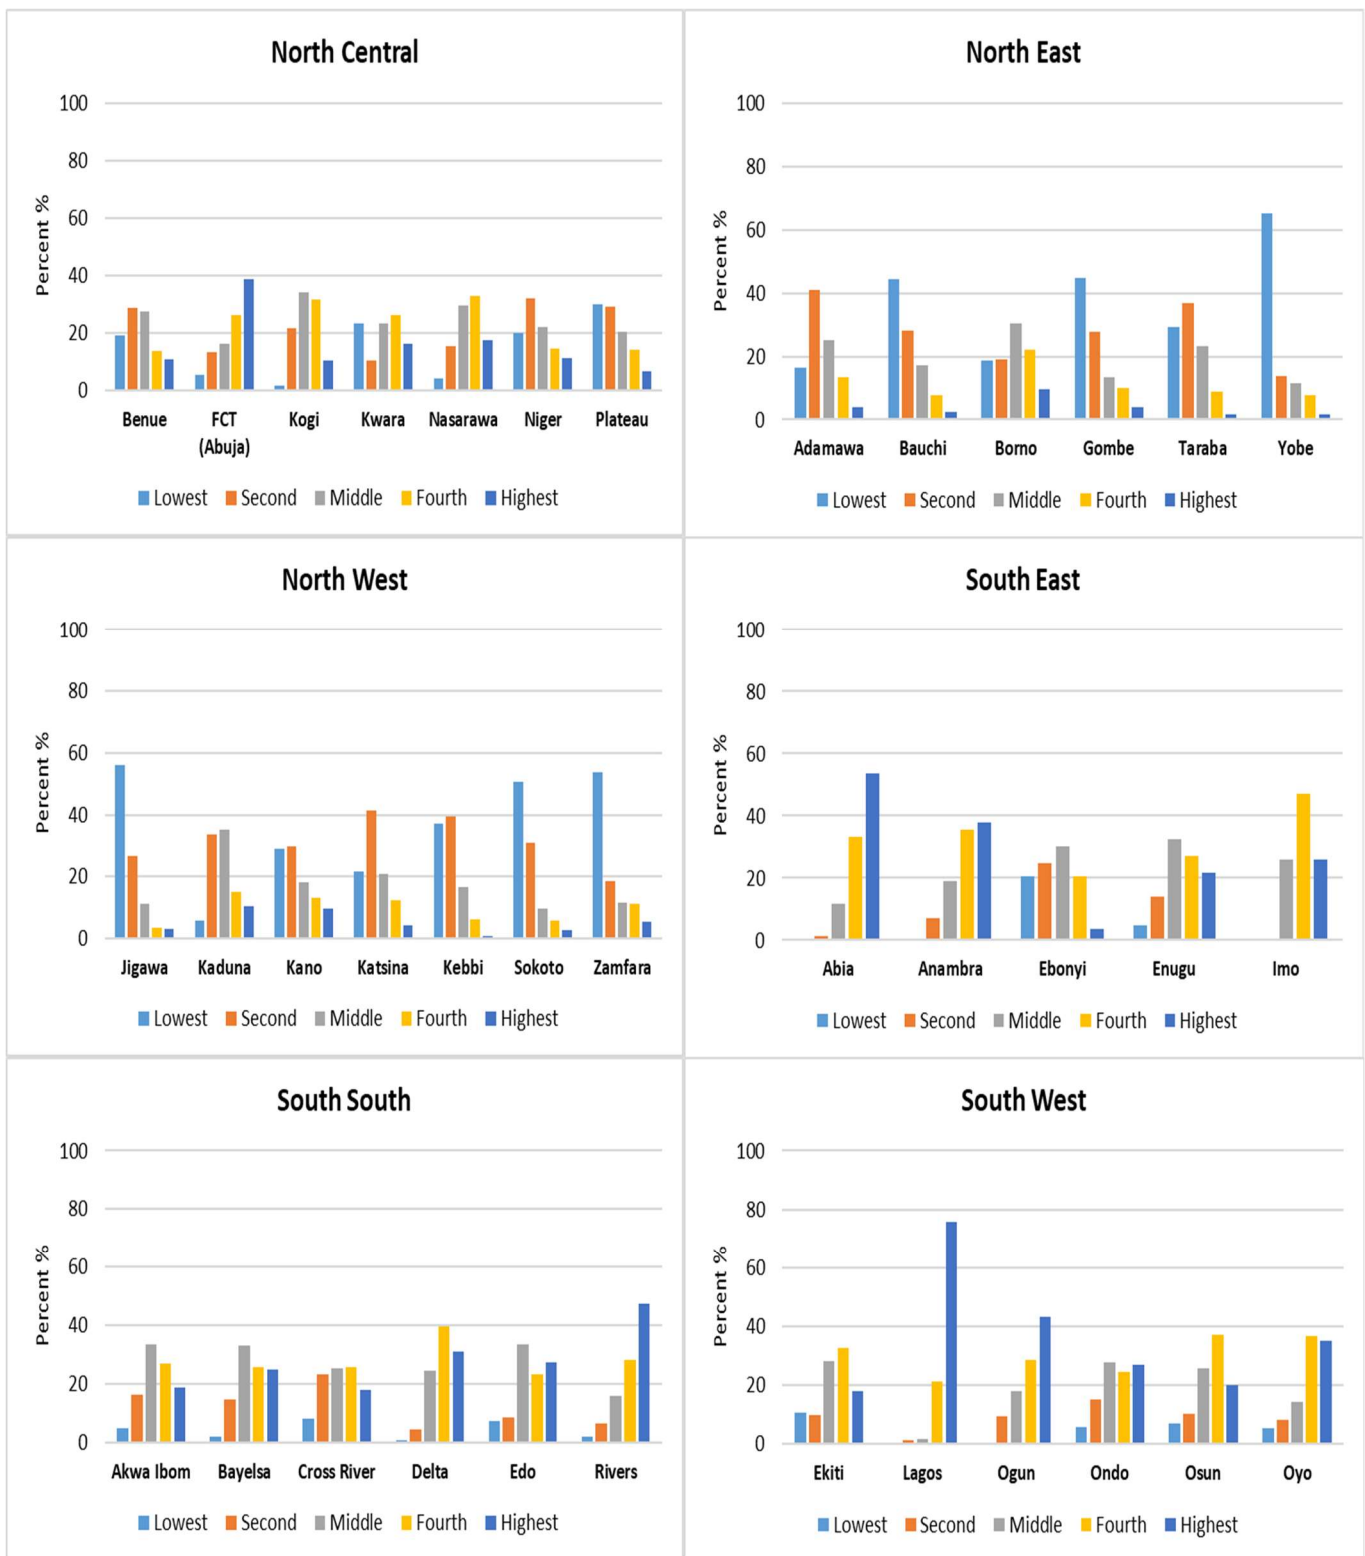 North Central
100
80
60
40
20
0
Percent %
Benue FCT (Abuja) Kogi Kwara Nasarawa Niger Plateau
Lowest Second Middle Fourth Highest
North East
100
80
60
40
20
0
Percent %
Adamawa Bauchi Borno Gombe Taraba Yobe
Lowest Second Middle Fourth Highest
North West
100
80
60
40
20
0
Percent %
Jigawa Kaduna Kano Katsina Kebbi Sokoto Zamfara
Lowest Second Middle Fourth Highest
South East
100
80
60
40
20
0
Percent %
Abia Anambra Ebonyi Enugu Imo
Lowest Second Middle Fourth Highest
South South
100
80
60
40
20
0
Percent %
Akwa Ibom Bayelsa Cross River Delta Edo Rivers
Lowest Second Middle Fourth Highest
South West
100
80
60
40
20
0
Percent %
Ekiti Lagos Ogun Ondo Osun Oyo
Lowest Second Middle Fourth Highest